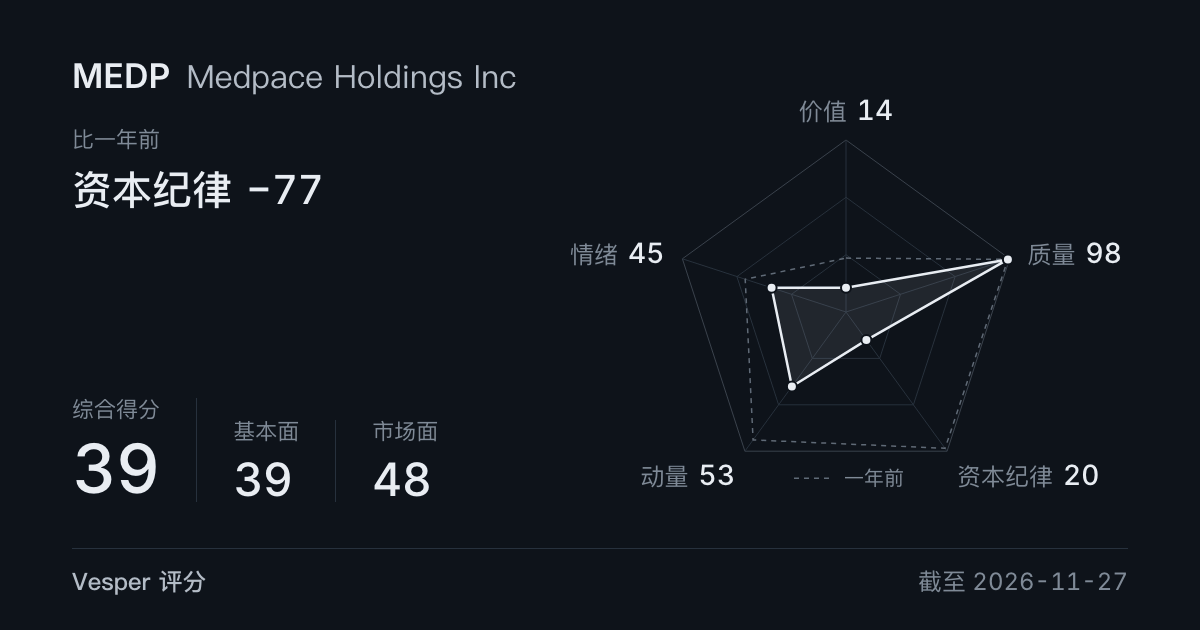 MEDP Medpace Holdings Inc
比一年前
资本纪律 −77
价值 14
情绪 45
质量 98
动量 53
一年前
资本纪律 20
综合得分
39
基本面
39
市场面
48
Vesper 评分
截至 2026-11-27